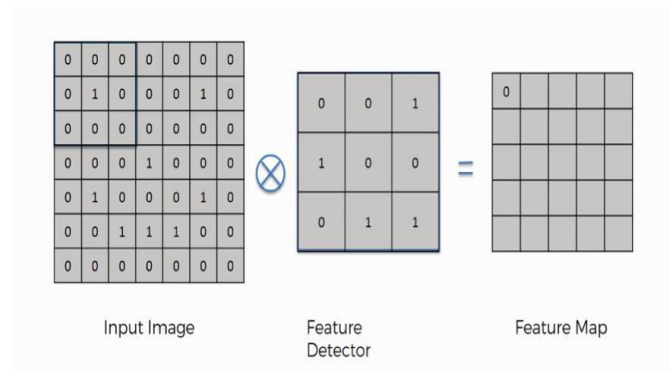 0 0 0 0 0 0 0
0 1 0 0 0 1 0
0 0 0 0 0 0 0
0 0 0 1 0 0 0
0 1 0 0 0 1 0
0 0 1 1 1 0 0
0 0 0 0 0 0 0
0 0 1
1 0 0
0 1 1
=
0
Input Image
Feature
Detector
Feature Map